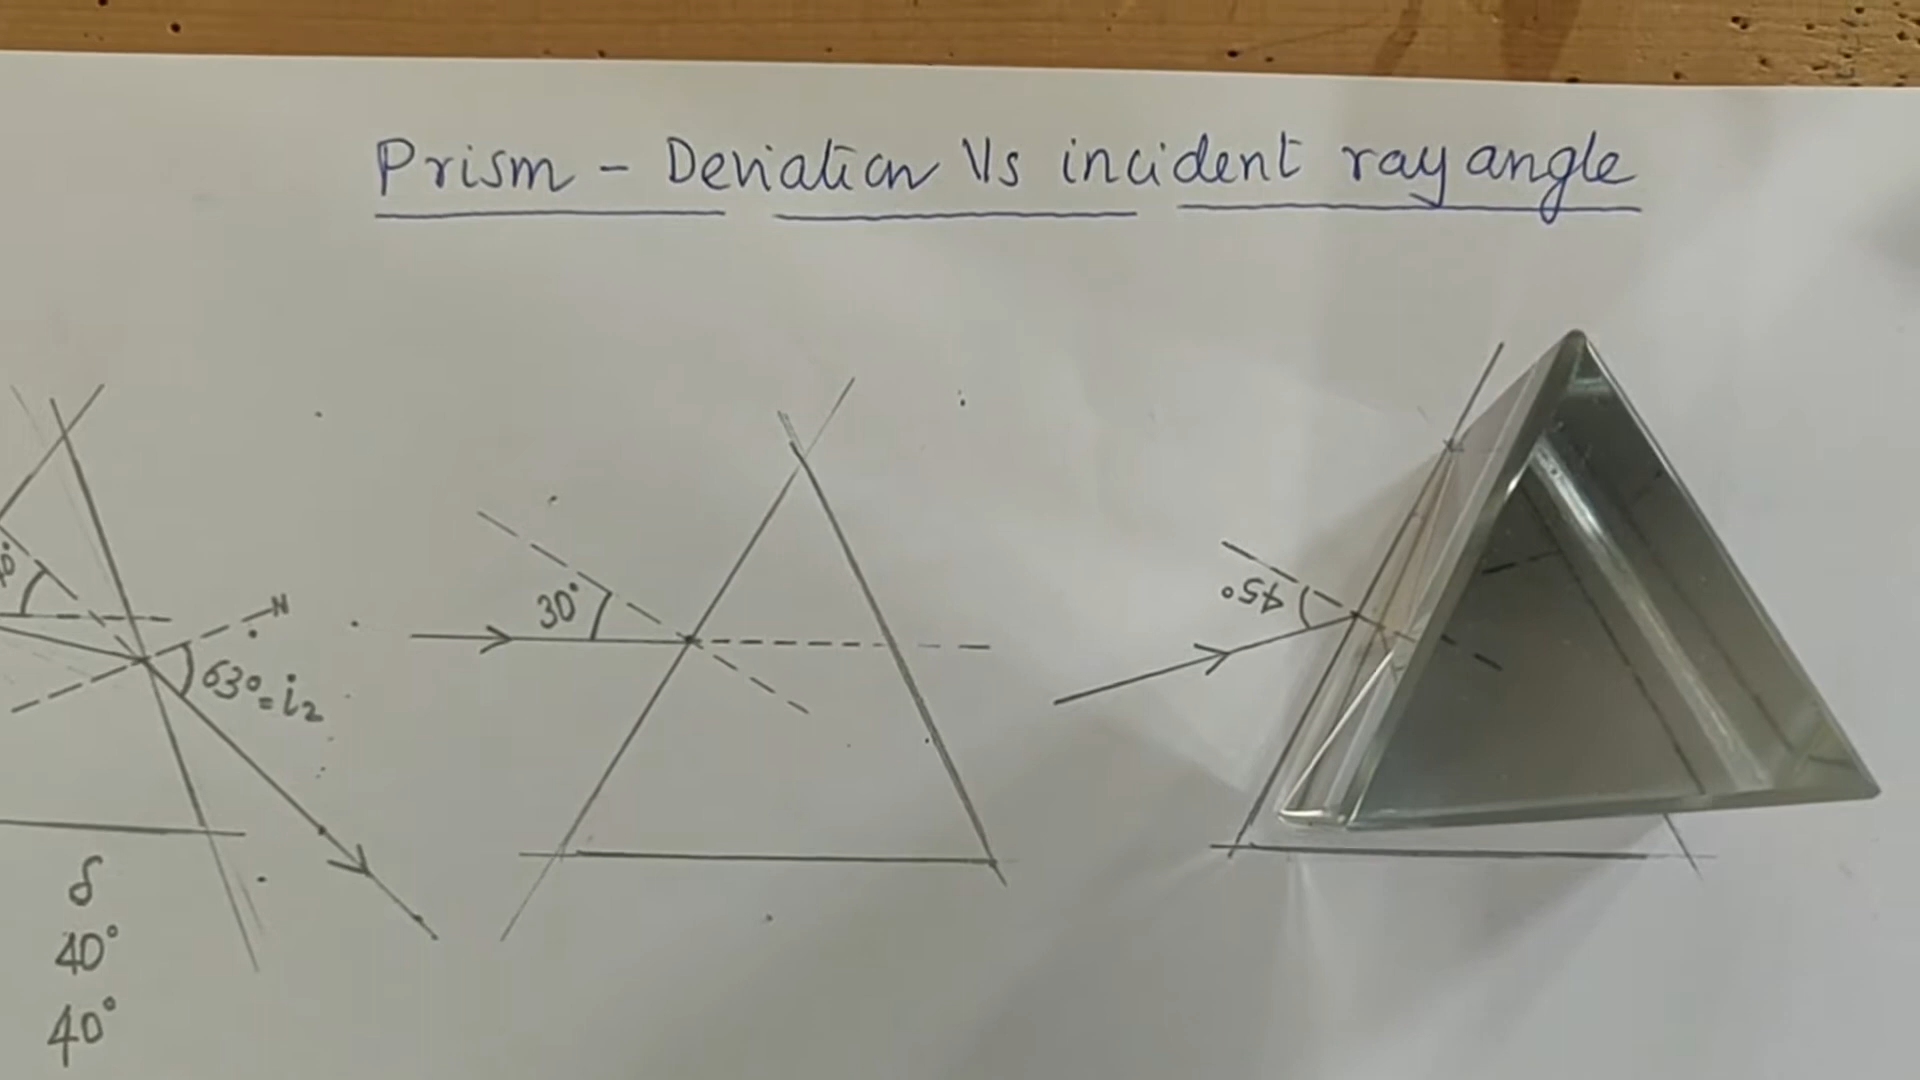 Prism - Deviation Vs incident ray angle
N
63°=i₂
30°
45°
δ
40°
40°